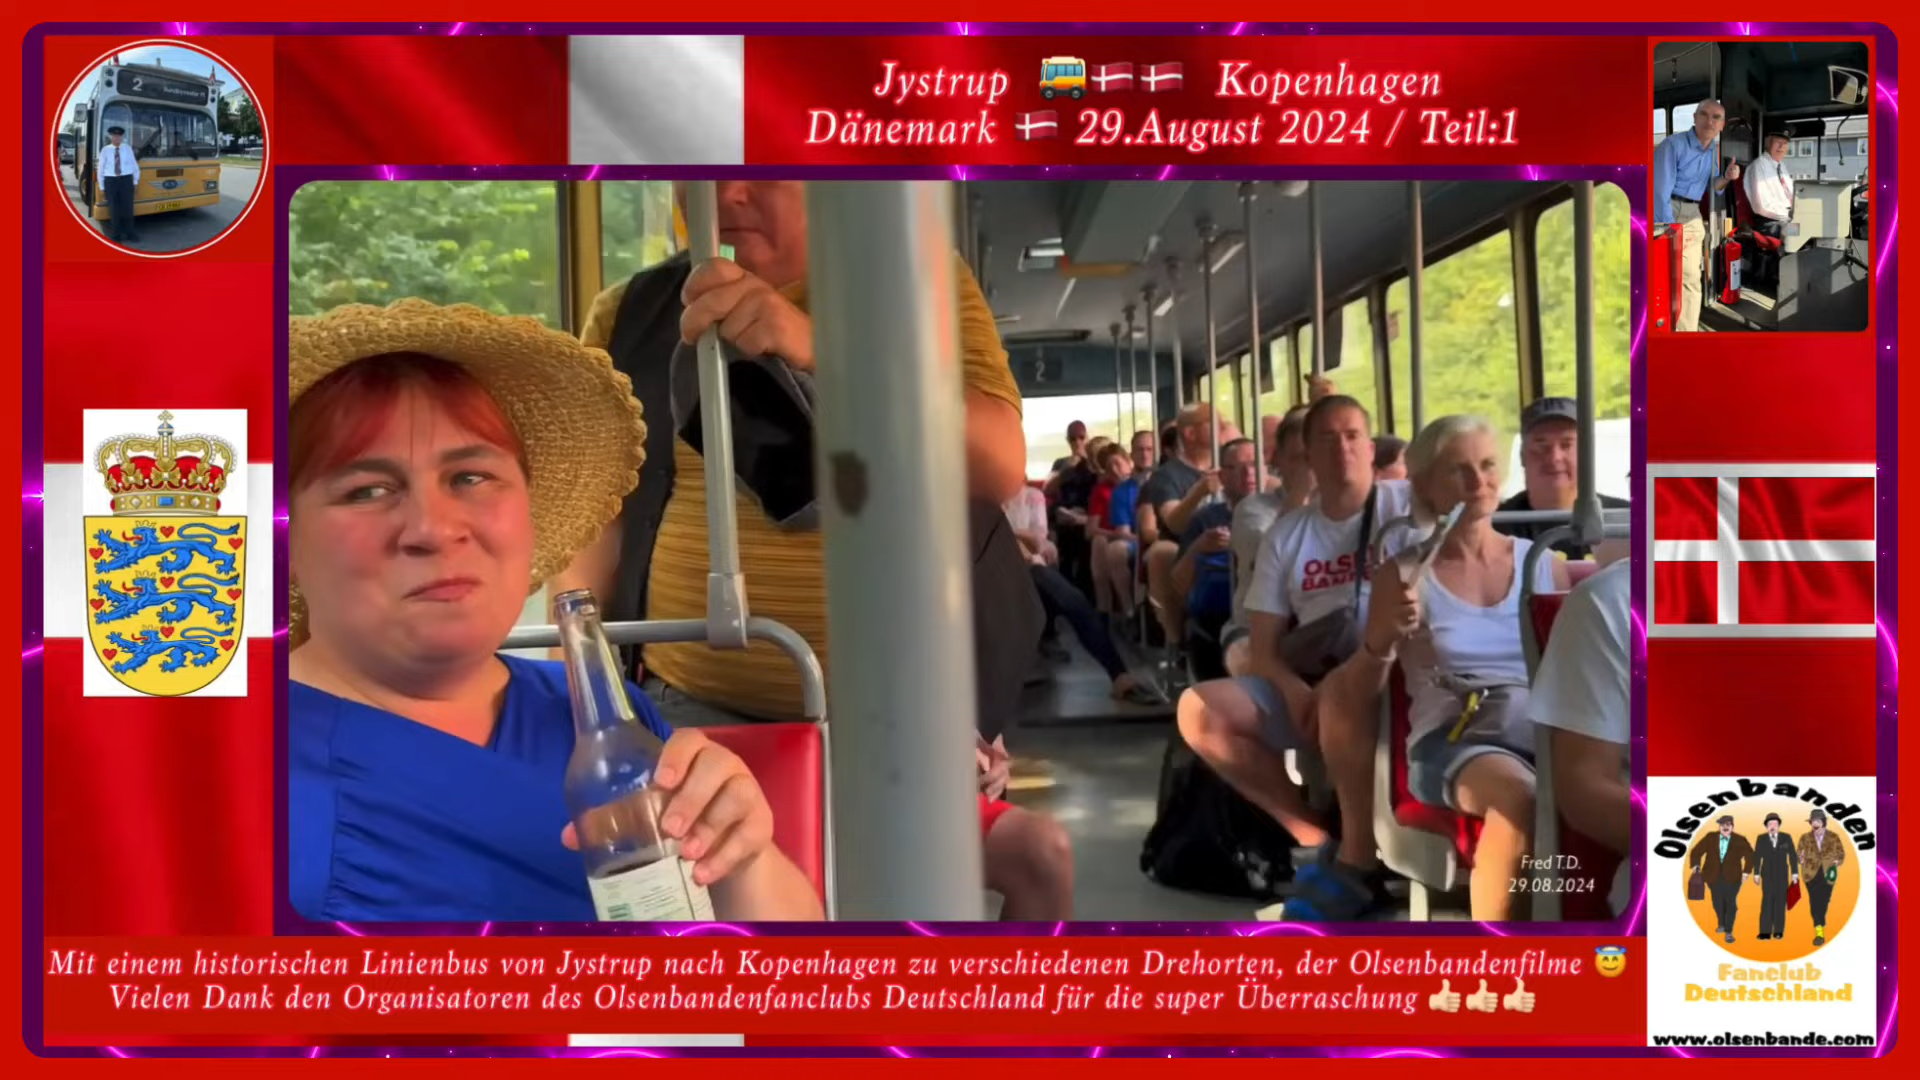 Jystrup Kopenhagen
Dänemark 29.August 2024 / Teil:1
2
2
OLSEN
BANDE
Fred T.D.
29.08.2024
Olsenbanden
Fanclub
Deutschland
www.olsenbande.com
Mit einem historischen Linienbus von Jystrup nach Kopenhagen zu verschiedenen Drehorten, der Olsenbandenfilme
Vielen Dank den Organisatoren des Olsenbandenfanclubs Deutschland für die super Überraschung